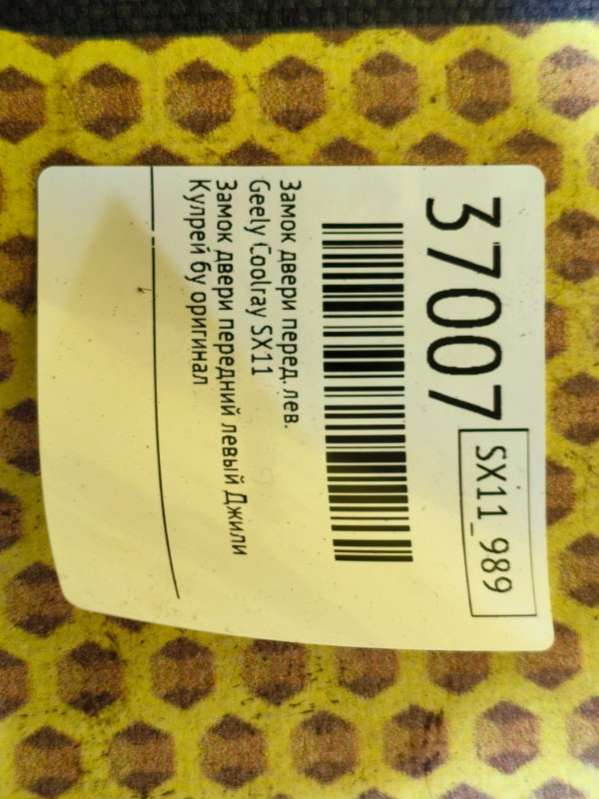 37007
SX11_989
Замок двери перед. лев.
Geely Coolray SX11
Замок двери передний левый Джили
Кулрей бу оригинал